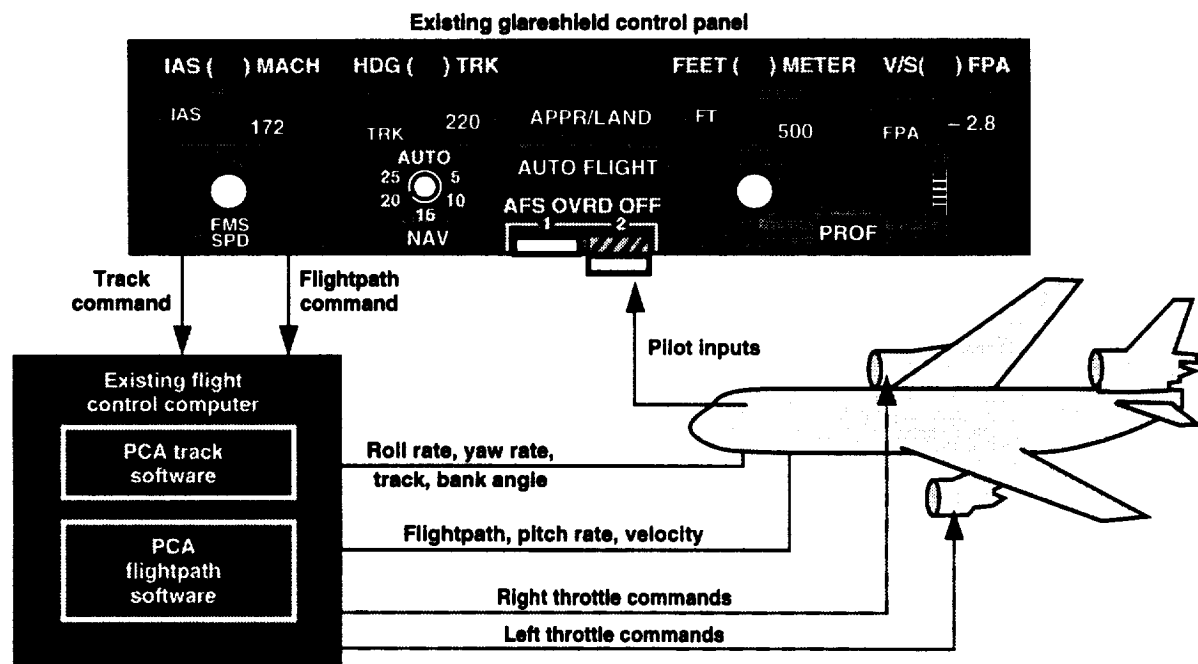 Existing glareshield control panel
IAS ( ) MACH HDG ( ) TRK FEET ( ) METER V/S( ) FPA
IAS 172 TRK 220 APPR/LAND FT 500 FPA – 2.8
AUTO
25 5
20 10
15
NAV
AUTO FLIGHT
AFS OVRD OFF
1 2
FMS
SPD
PROF
Track
command
Flightpath
command
Pilot inputs
Existing flight
control computer
PCA track
software
PCA
flightpath
software
Roll rate, yaw rate,
track, bank angle
Flightpath, pitch rate, velocity
Right throttle commands
Left throttle commands